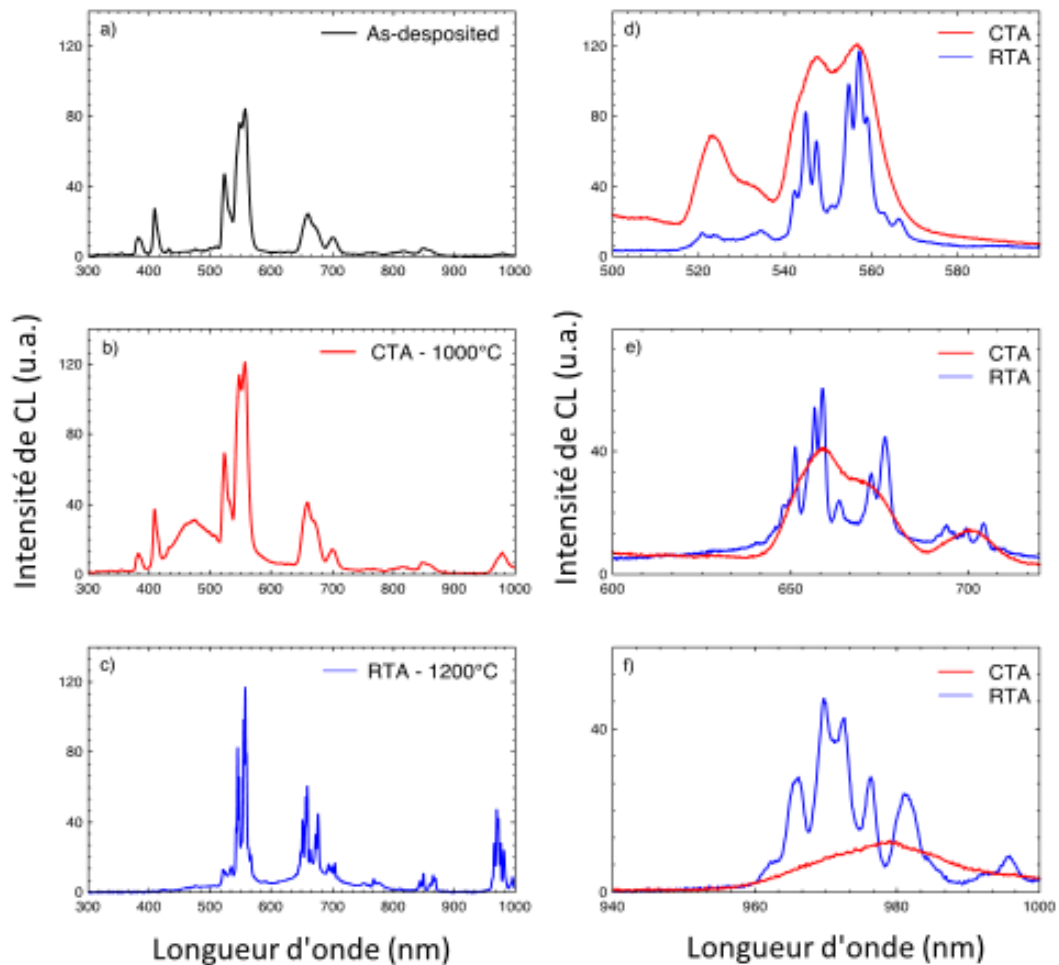 a)
As-desposited
120
80
40
0
300 400 500 600 700 800 900 1000
d)
CTA
RTA
120
80
40
0
500 520 540 560 580
Intensité de CL (u.a.)
b)
CTA - 1000°C
120
80
40
0
300 400 500 600 700 800 900 1000
Intensité de CL (u.a.)
e)
CTA
RTA
40
0
600 650 700
c)
RTA - 1200°C
120
80
40
0
300 400 500 600 700 800 900 1000
f)
CTA
RTA
40
0
940 960 980 1000
Longueur d'onde (nm)
Longueur d'onde (nm)